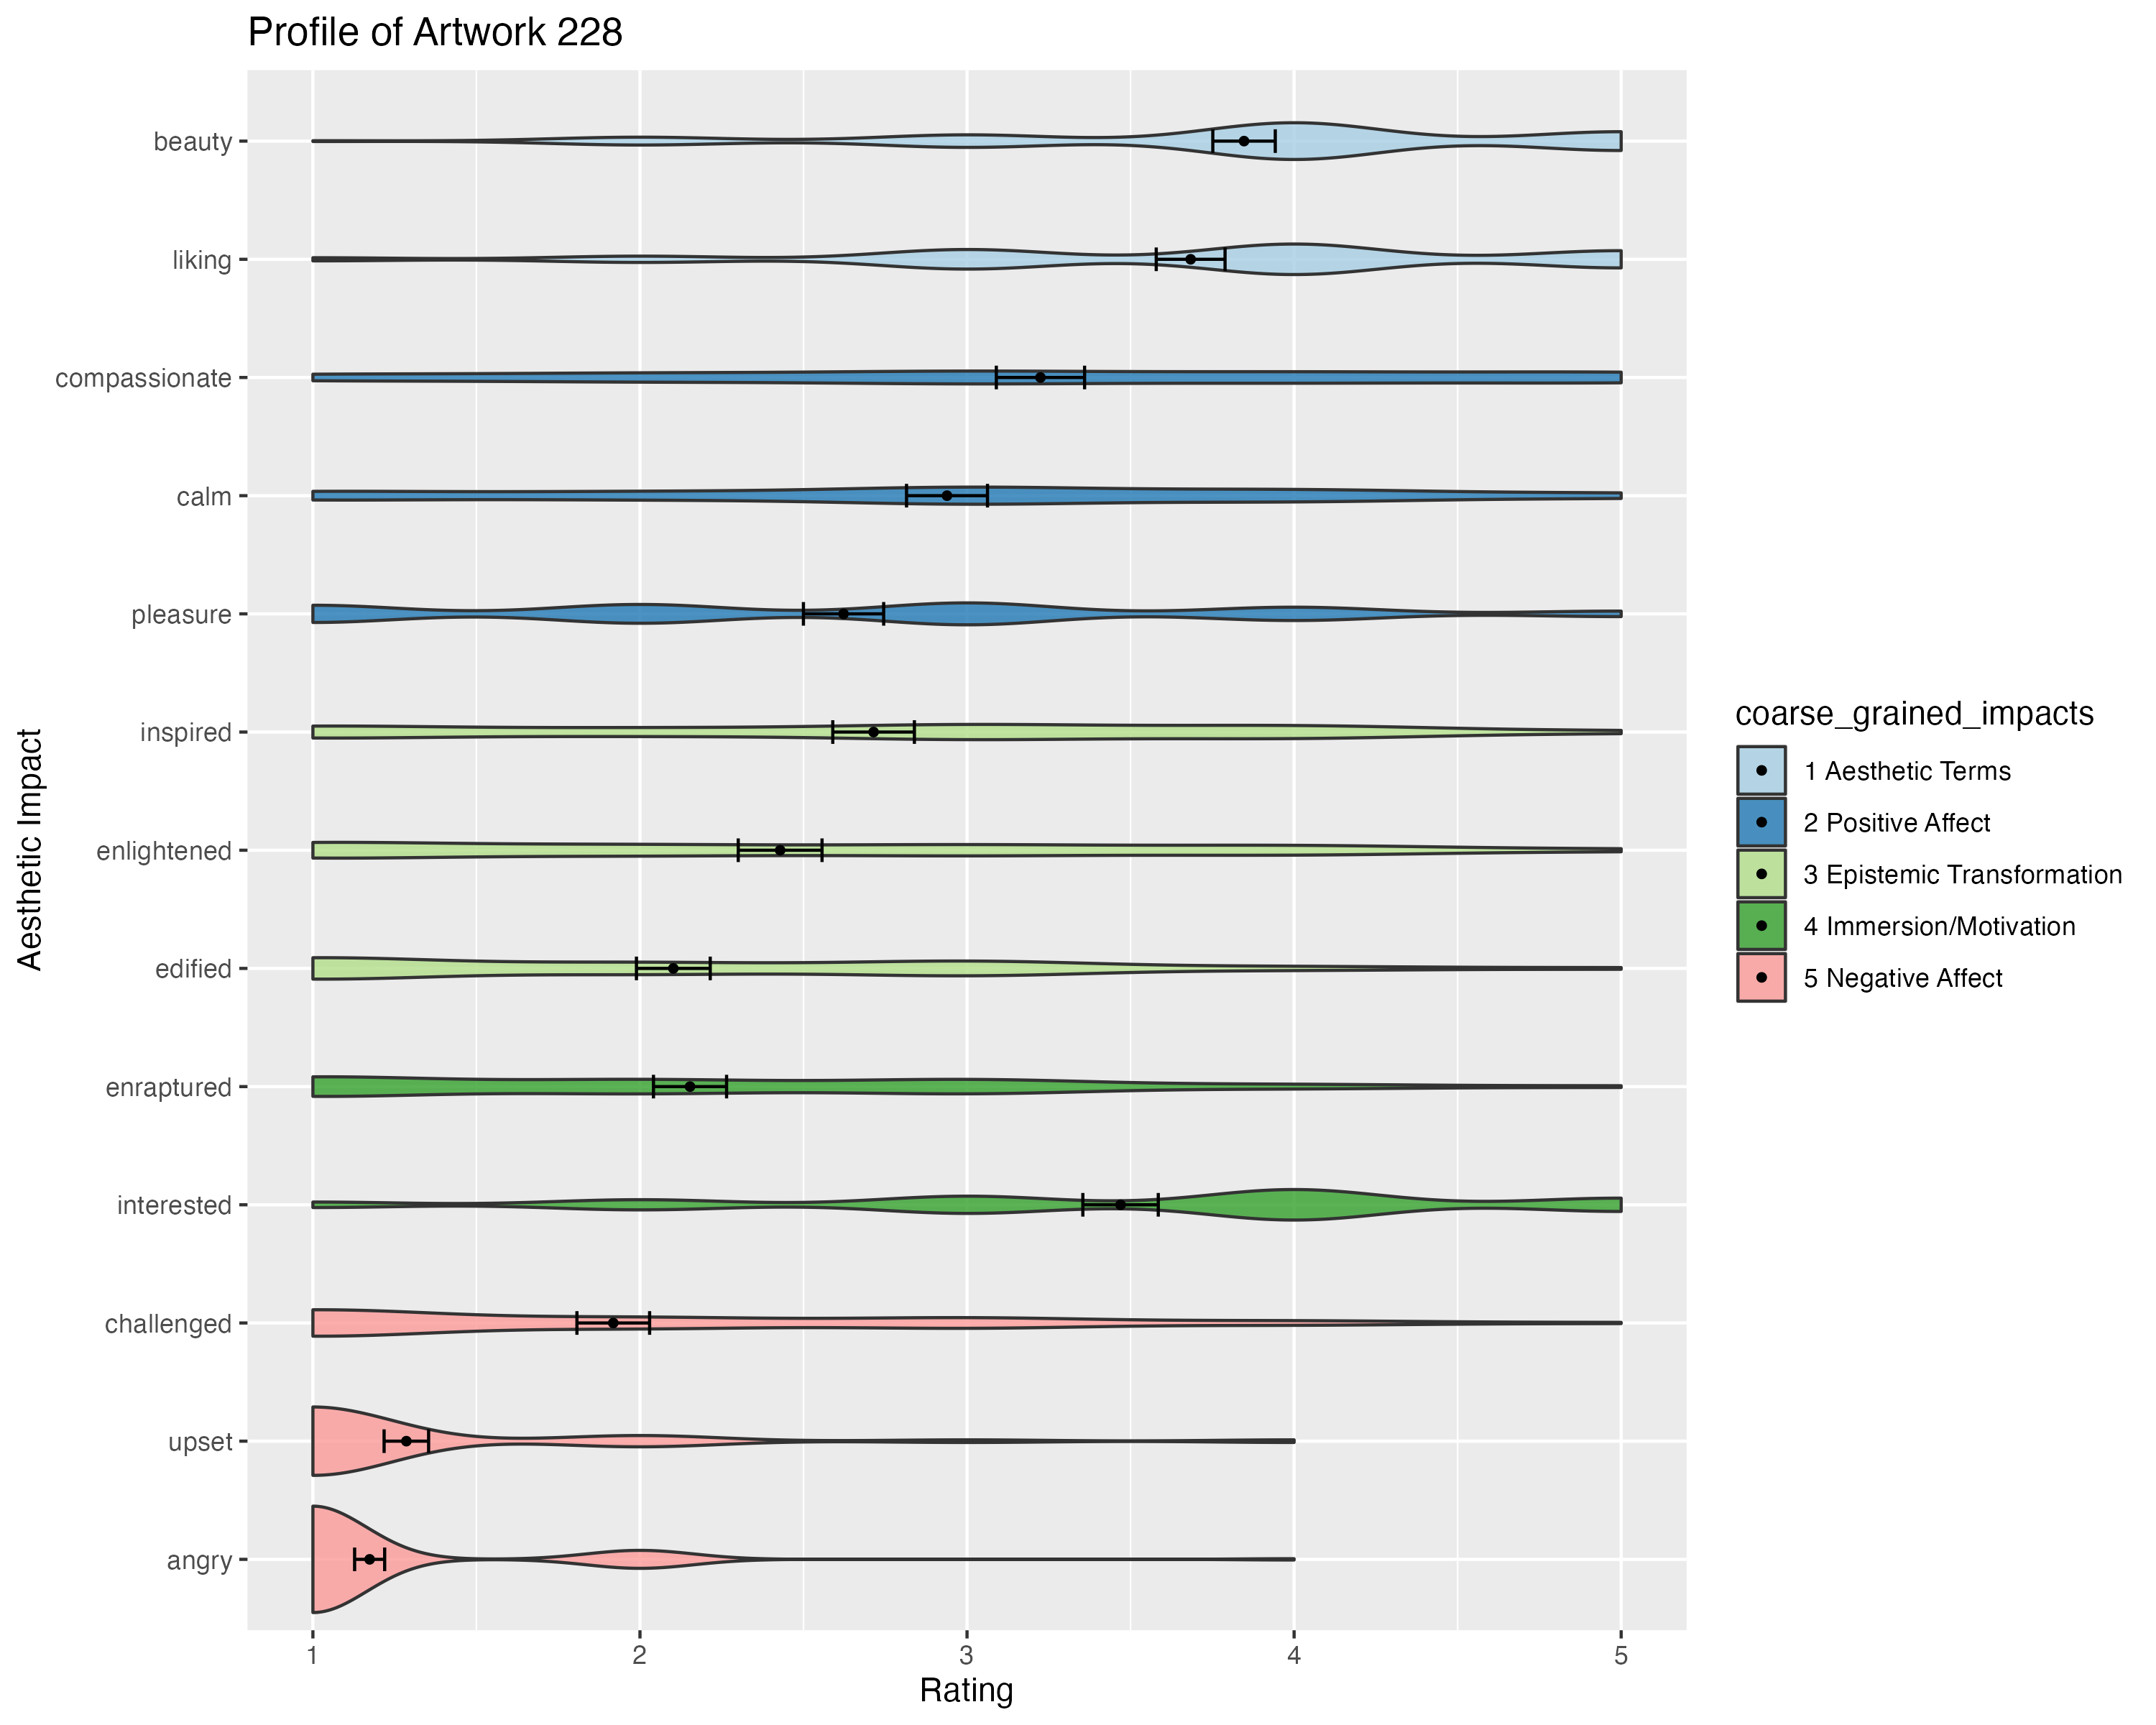 Profile of Artwork 228
beauty
liking
compassionate
calm
pleasure
inspired
enlightened
edified
enraptured
interested
challenged
upset
angry
Aesthetic Impact
1 2 3 4 5
Rating
coarse_grained_impacts
1 Aesthetic Terms
2 Positive Affect
3 Epistemic Transformation
4 Immersion/Motivation
5 Negative Affect